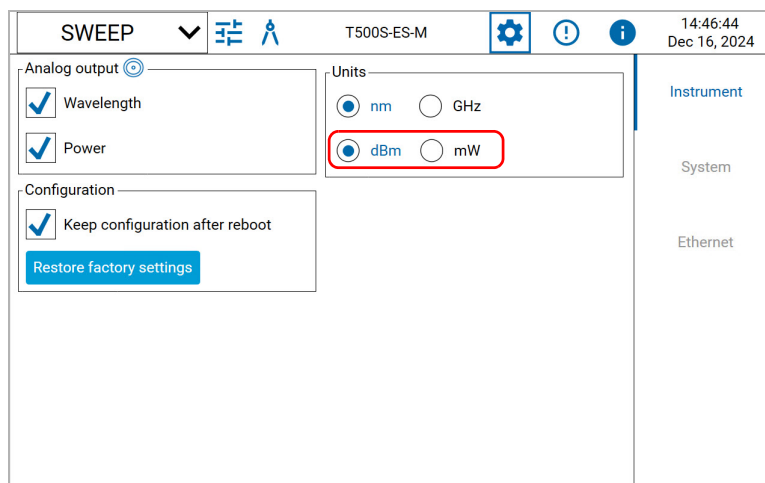 SWEEP
T500S-ES-M
14:46:44
Dec 16, 2024
Analog output
Wavelength
Power
Units
nm
GHz
dBm
mW
Configuration
Keep configuration after reboot
Restore factory settings
Instrument
System
Ethernet